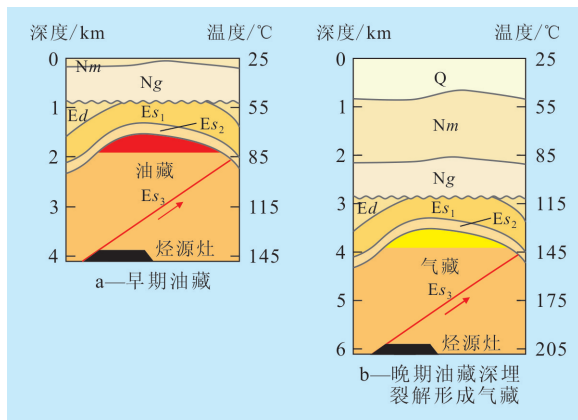 深度/km
温度/℃
0
25
Nm
Ng
1
55
Ed
Es1
Es2
2
85
油藏
3
Es3
115
烃源灶
4
145
a—早期油藏
深度/km
温度/℃
0
25
Q
1
55
Nm
2
85
Ng
3
115
Ed
Es1
Es2
4
145
气藏
Es3
5
175
烃源灶
6
205
b—晚期油藏深埋
裂解形成气藏